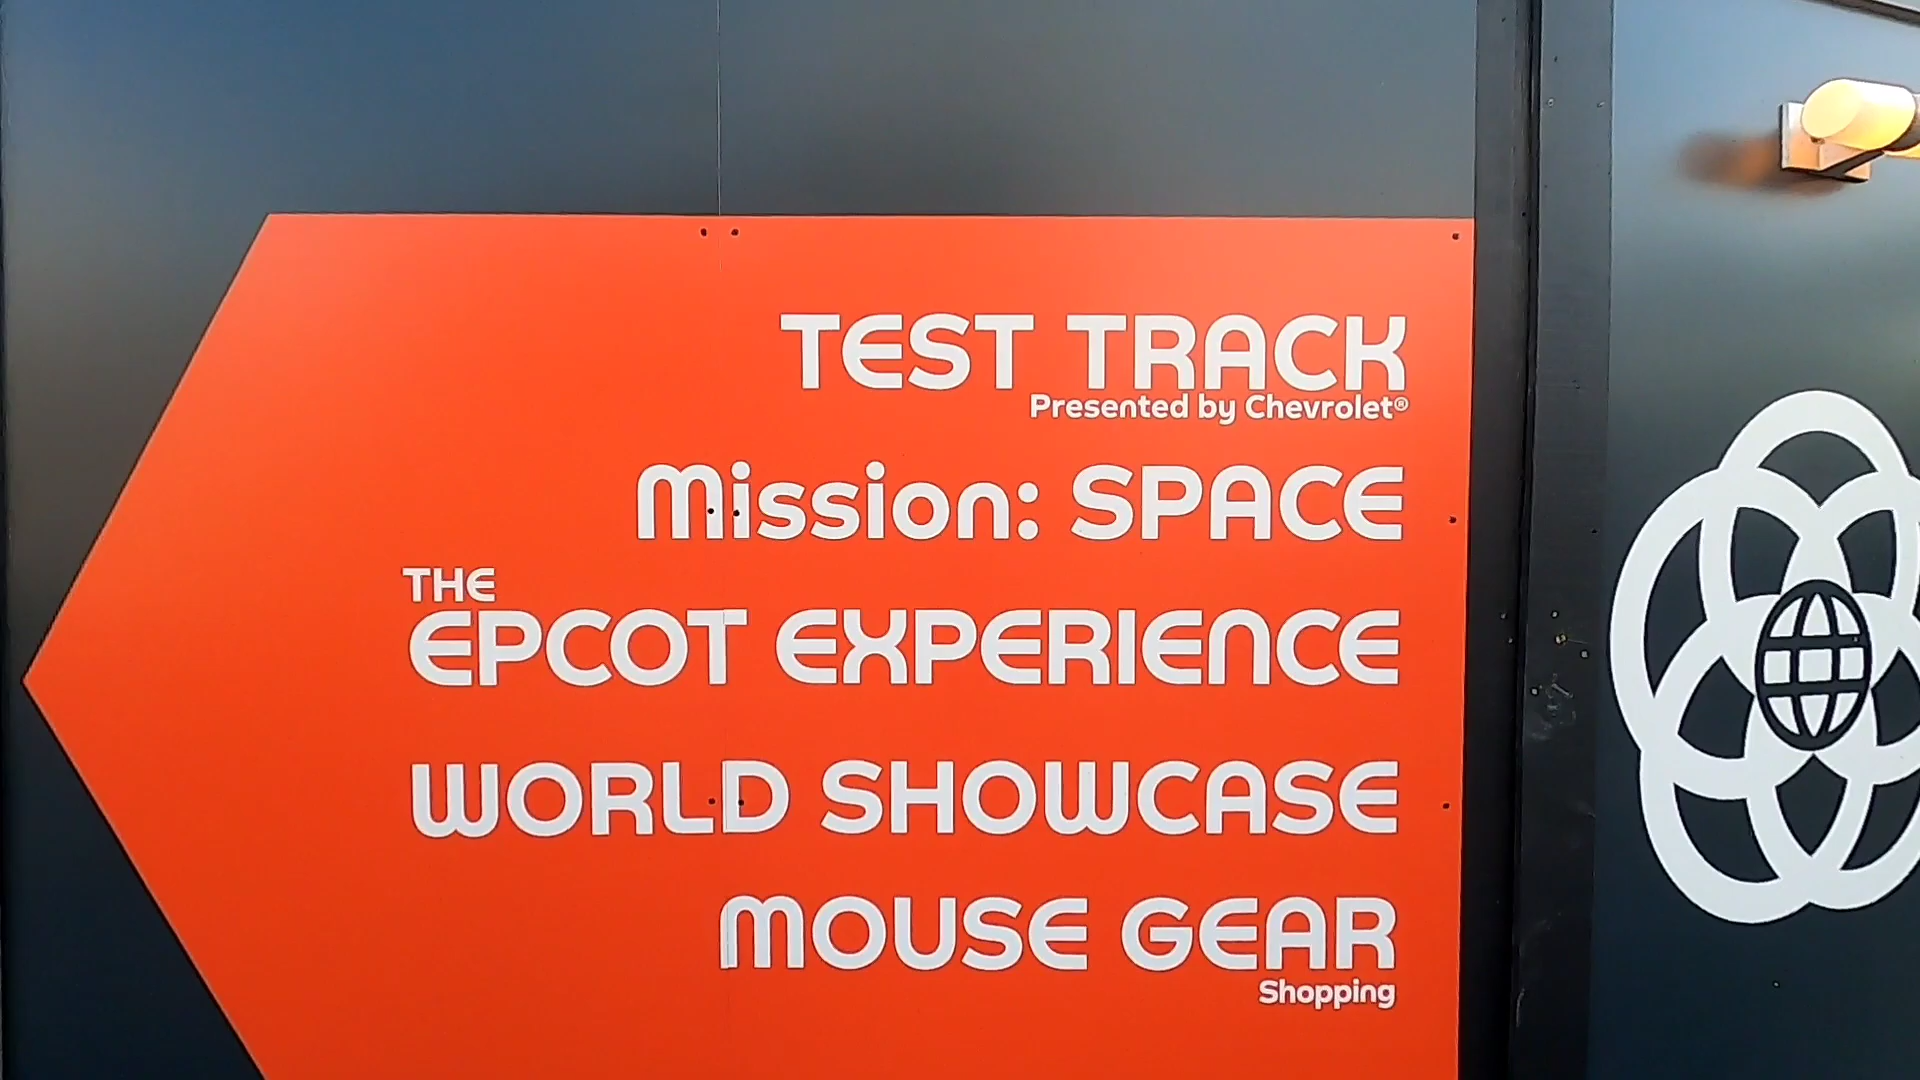 TEST TRACK
Presented by Chevrolet®
Mission: SPACE
THE
EPCOT EXPERIENCE
WORLD SHOWCASE
MOUSE GEAR
Shopping